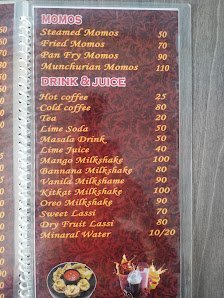 MOMOS
Steamed Momos 50
Fried Momos 70
Pan Fry Momos 90
Munchurian Momos 110
DRINK & JUICE
Hot coffee 25
Cold coffee 80
Tea 20
Lime Soda 50
Masala Drink 30
Lime Juice 40
Mango Milkshake 100
Bannana Milkshake 80
Vanila Milkshame 90
Kitkat Milkshake 100
Oreo Milkshake 90
Sweet Lassi 70
Dry Fruit Lassi 80
Minaral Water 10/20